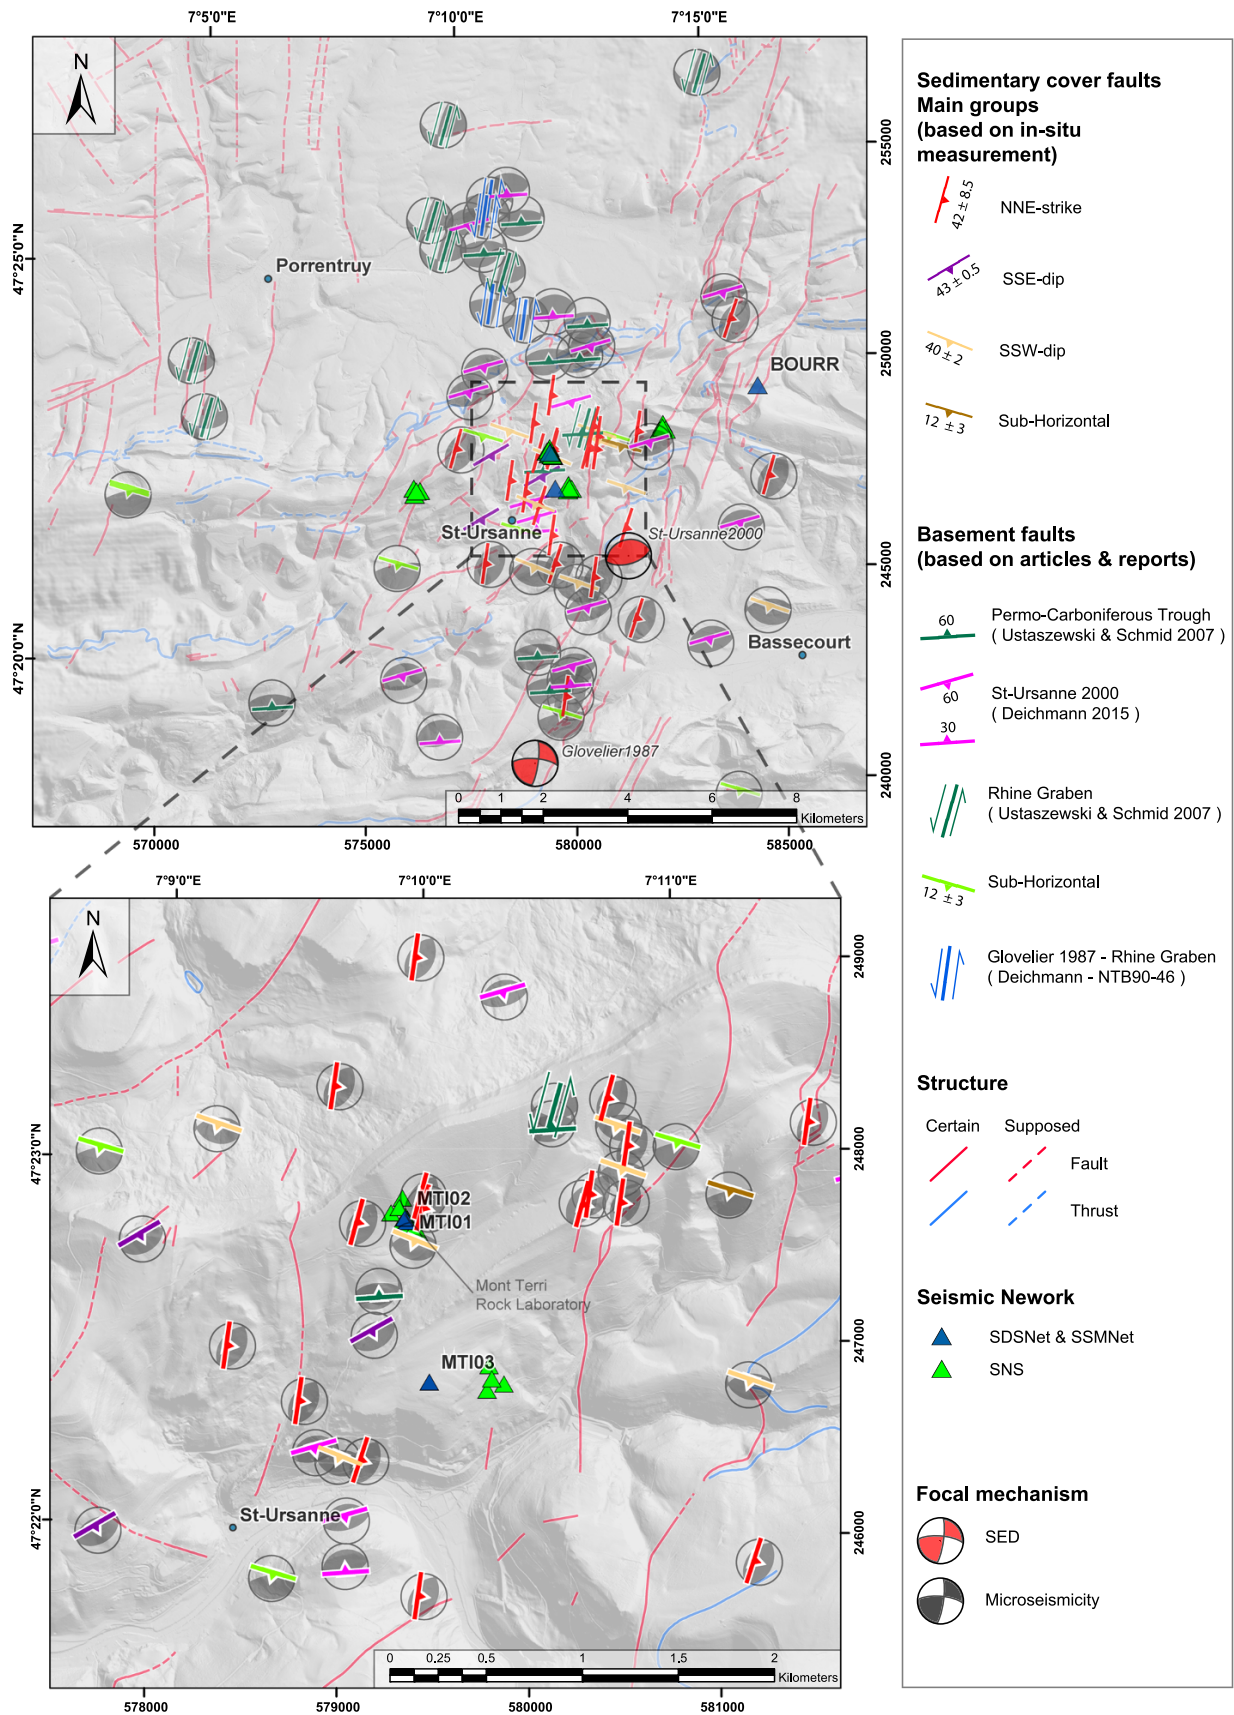 7°5'0"E
7°10'0"E
7°15'0"E
N
255000
47°25'0"N
Porrentruy
250000
BOURR
St-Ursanne
St-Ursanne2000
245000
Bassecourt
47°20'0"N
Glovelier1987
240000
0 1 2 4 6 8
Kilometers
570000
575000
580000
585000
7°9'0"E
7°10'0"E
7°11'0"E
N
249000
248000
47°23'0"N
MTI02
MTI01
Mont Terri
Rock Laboratory
247000
MTI03
St-Ursanne
47°22'0"N
246000
0 0.25 0.5 1 1.5 2
Kilometers
578000
579000
580000
581000
Sedimentary cover faults
Main groups
(based on in-situ
measurement)
42 ± 8.5
NNE-strike
43 ± 0.5
SSE-dip
40 ± 2
SSW-dip
12 ± 3
Sub-Horizontal
Basement faults
(based on articles & reports)
60
Permo-Carboniferous Trough
( Ustaszewski & Schmid 2007 )
60
St-Ursanne 2000
( Deichmann 2015 )
30
Rhine Graben
( Ustaszewski & Schmid 2007 )
12 ± 3
Sub-Horizontal
Glovelier 1987 - Rhine Graben
( Deichmann - NTB90-46 )
Structure
Certain Supposed
Fault
Thrust
Seismic Nework
SDSNet & SSMNet
SNS
Focal mechanism
SED
Microseismicity